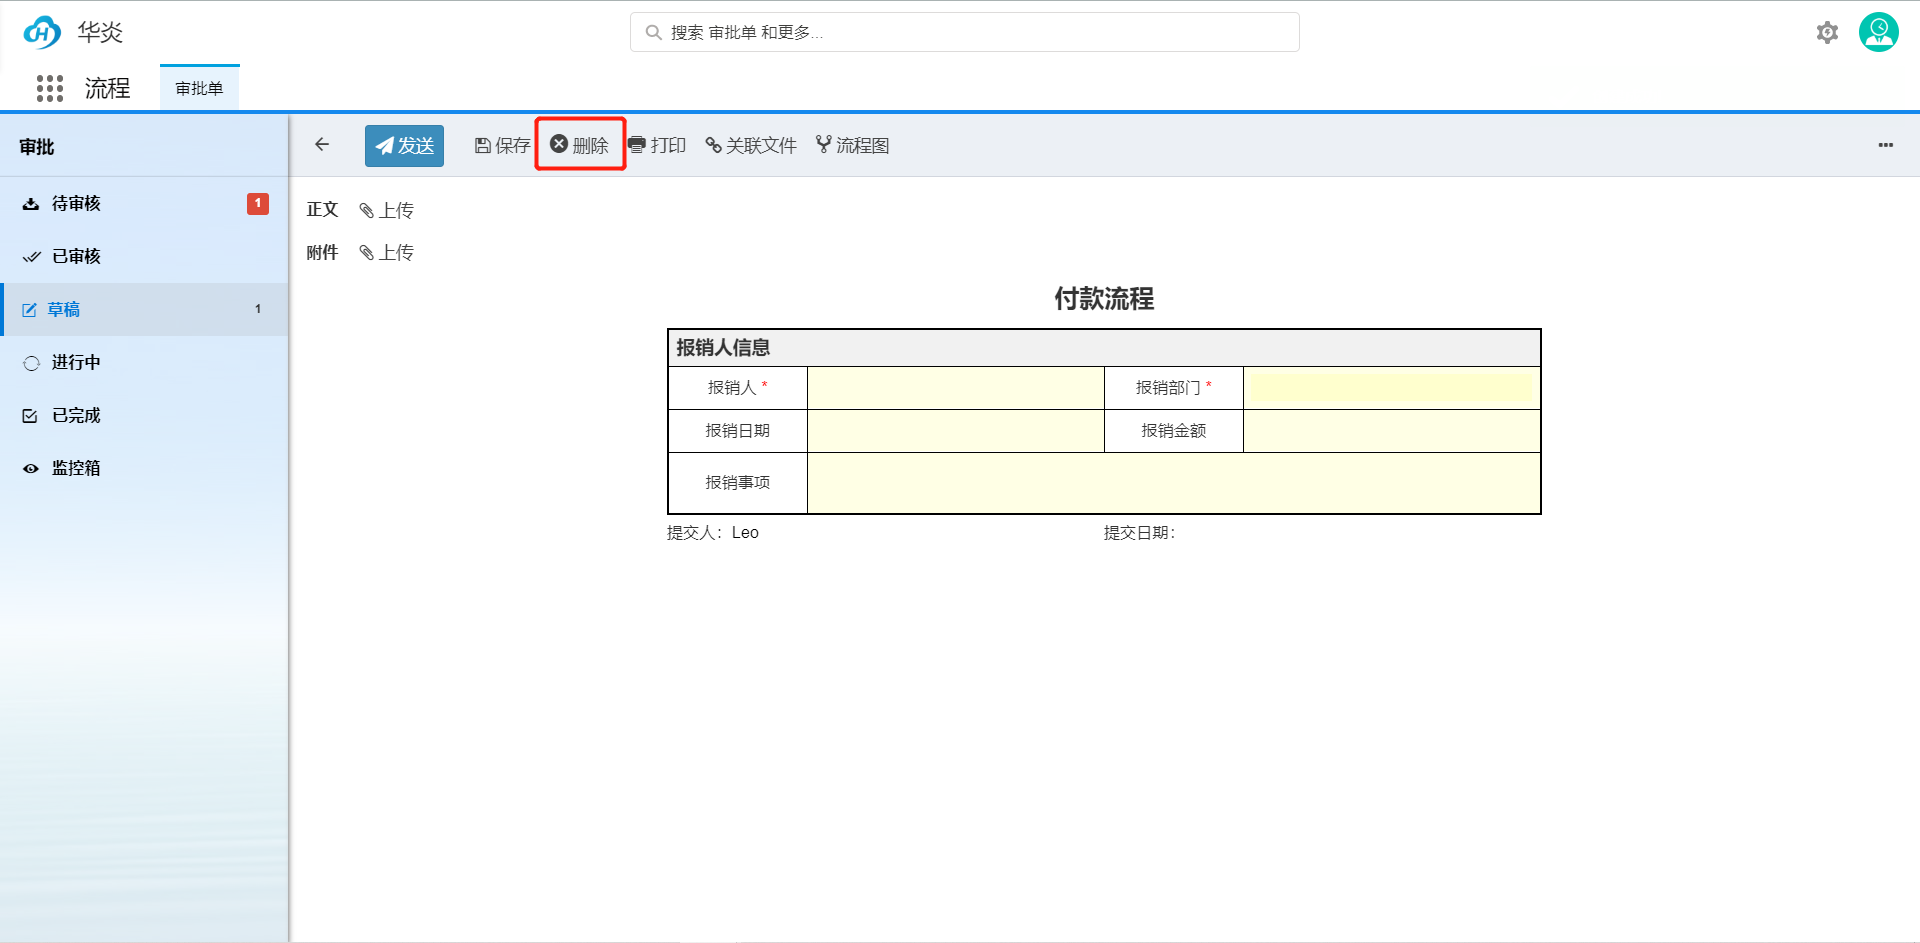 华炎
搜索 审批单 和更多...
流程
审批单
审批
发送 保存 删除 打印 关联文件 流程图
待审核 1
已审核
草稿 1
进行中
已完成
监控箱
正文 上传
附件 上传
付款流程
报销人信息
报销人 * 报销部门 *
报销日期 报销金额
报销事项
提交人：Leo 提交日期：